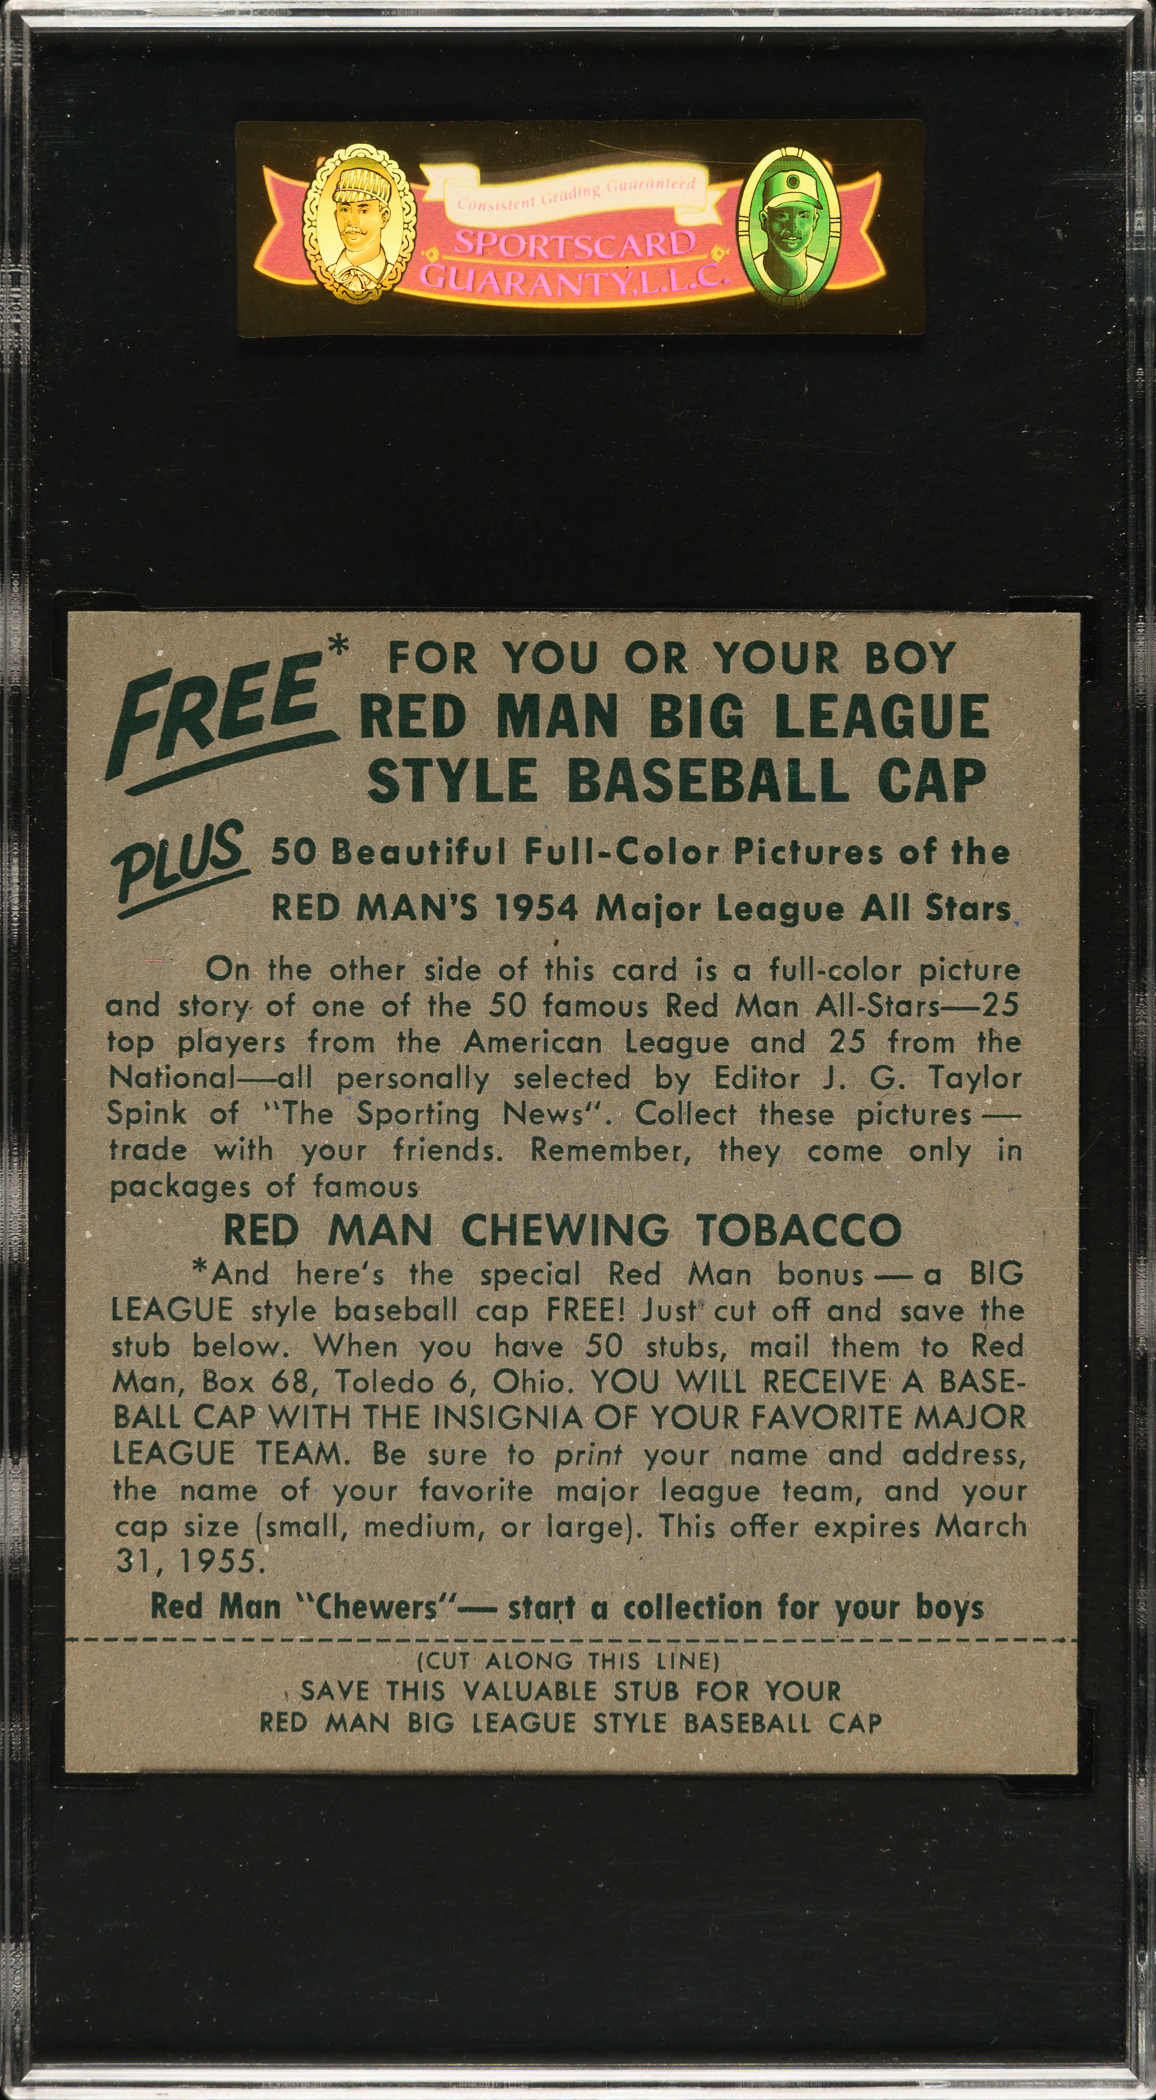 Consistent Grading Guaranteed
SPORTSCARD
GUARANTY, L.L.C.
FREE* FOR YOU OR YOUR BOY
RED MAN BIG LEAGUE
STYLE BASEBALL CAP
PLUS 50 Beautiful Full-Color Pictures of the
RED MAN'S 1954 Major League All Stars
On the other side of this card is a full-color picture
and story of one of the 50 famous Red Man All-Stars—25
top players from the American League and 25 from the
National—all personally selected by Editor J. G. Taylor
Spink of "The Sporting News". Collect these pictures—
trade with your friends. Remember, they come only in
packages of famous
RED MAN CHEWING TOBACCO
*And here's the special Red Man bonus—a BIG
LEAGUE style baseball cap FREE! Just cut off and save the
stub below. When you have 50 stubs, mail them to Red
Man, Box 68, Toledo 6, Ohio. YOU WILL RECEIVE A BASE-
BALL CAP WITH THE INSIGNIA OF YOUR FAVORITE MAJOR
LEAGUE TEAM. Be sure to print your name and address,
the name of your favorite major league team, and your
cap size (small, medium, or large). This offer expires March
31, 1955.
Red Man "Chewers"—start a collection for your boys
(CUT ALONG THIS LINE)
SAVE THIS VALUABLE STUB FOR YOUR
RED MAN BIG LEAGUE STYLE BASEBALL CAP